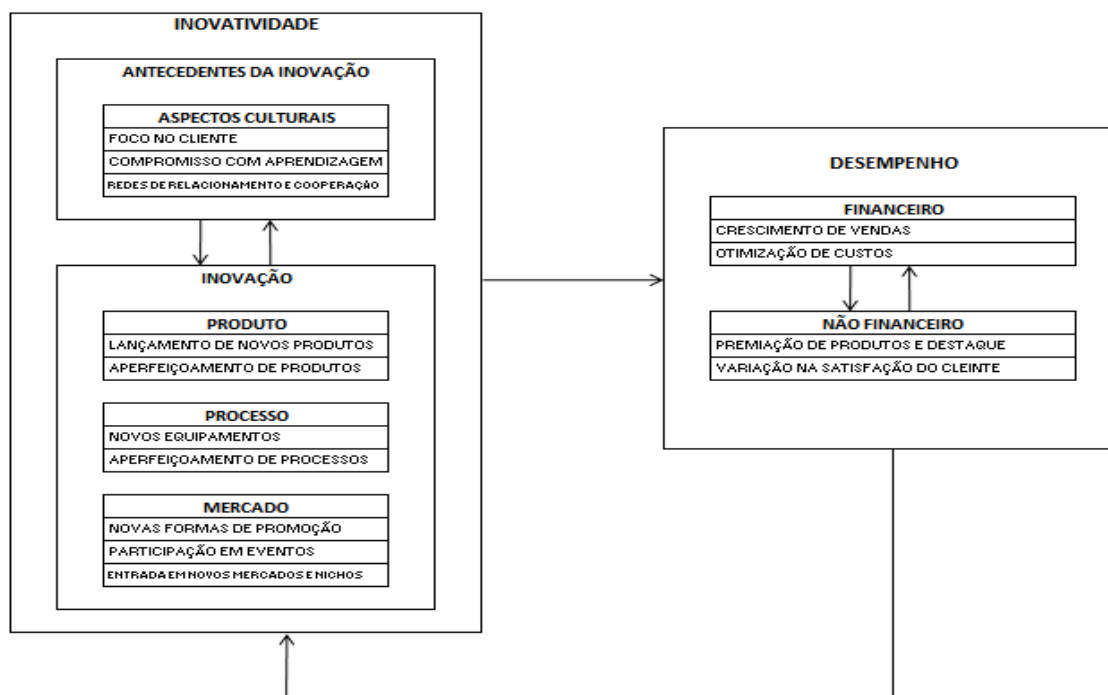 INOVATIVIDADE
ANTECEDENTES DA INOVAÇÃO
ASPECTOS CULTURAIS
FOCO NO CLIENTE
COMPROMISSO COM APRENDIZAGEM
REDES DE RELACIONAMENTO E COOPERAÇÃO
INOVAÇÃO
PRODUTO
LANÇAMENTO DE NOVOS PRODUTOS
APERFEIÇOAMENTO DE PRODUTOS
PROCESSO
NOVOS EQUIPAMENTOS
APERFEIÇOAMENTO DE PROCESSOS
MERCADO
NOVAS FORMAS DE PROMOÇÃO
PARTICIPAÇÃO EM EVENTOS
ENTRADA EM NOVOS MERCADOS E NICHOS
DESEMPENHO
FINANCEIRO
CRESCIMENTO DE VENDAS
OTIMIZAÇÃO DE CUSTOS
NÃO FINANCEIRO
PREMIAÇÃO DE PRODUTOS E DESTAQUE
VARIAÇÃO NA SATISFAÇÃO DO CLEINTE